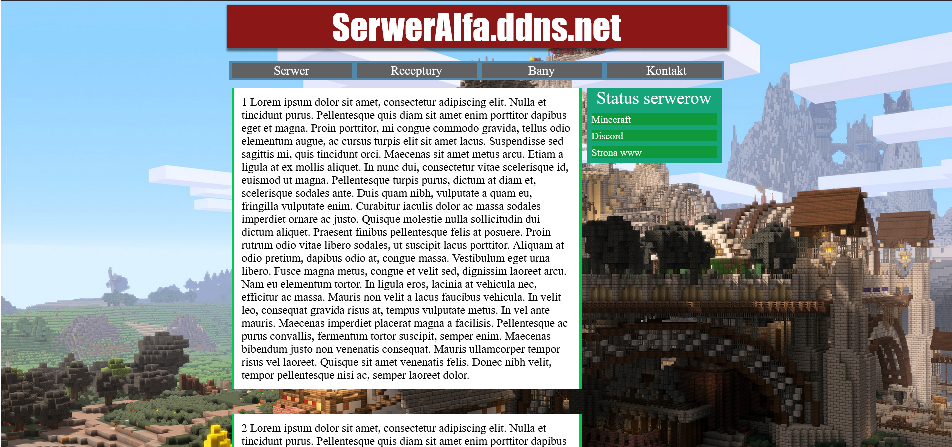 SerwerAlfa.ddns.net
Serwer
Receptury
Bany
Kontakt
1 Lorem ipsum dolor sit amet, consectetur adipiscing elit. Nulla et
tincidunt purus. Pellentesque quis diam sit amet enim porttitor dapibus
eget et magna. Proin porttitor, mi congue commodo gravida, tellus odio
elementum augue, ac cursus turpis elit sit amet lacus. Suspendisse sed
sagittis mi, quis tincidunt orci. Maecenas sit amet metus arcu. Etiam a
ligula at ex mollis aliquet. In nunc dui, consectetur vitae scelerisque id,
euismod ut magna. Pellentesque turpis purus, dictum at diam et,
scelerisque sodales ante. Duis quam nibh, vulputate a quam eu,
fringilla vulputate enim. Curabitur iaculis dolor ac massa sodales
imperdiet ornare ac justo. Quisque molestie nulla sollicitudin dui
dictum aliquet. Praesent finibus pellentesque felis at posuere. Proin
rutrum odio vitae libero sodales, ut suscipit lacus porttitor. Aliquam at
odio pretium, dapibus odio at, congue massa. Vestibulum eget urna
libero. Fusce magna metus, congue et velit sed, dignissim laoreet arcu.
Nam eu elementum tortor. In ligula eros, lacinia at vehicula nec,
efficitur ac massa. Mauris non velit a lacus faucibus vehicula. In velit
leo, consequat gravida risus at, tempus vulputate metus. In vel ante
mauris. Maecenas imperdiet placerat magna a facilisis. Pellentesque ac
purus convallis, fermentum tortor suscipit, semper enim. Maecenas
bibendum justo non venenatis consequat. Mauris ullamcorper tempor
risus vel laoreet. Quisque sit amet venenatis felis. Donec nibh velit,
tempor pellentesque nisi ac, semper laoreet dolor.
2 Lorem ipsum dolor sit amet, consectetur adipiscing elit. Nulla et
tincidunt purus. Pellentesque quis diam sit amet enim porttitor dapibus
Status serwerow
Minecraft
Discord
Strona www